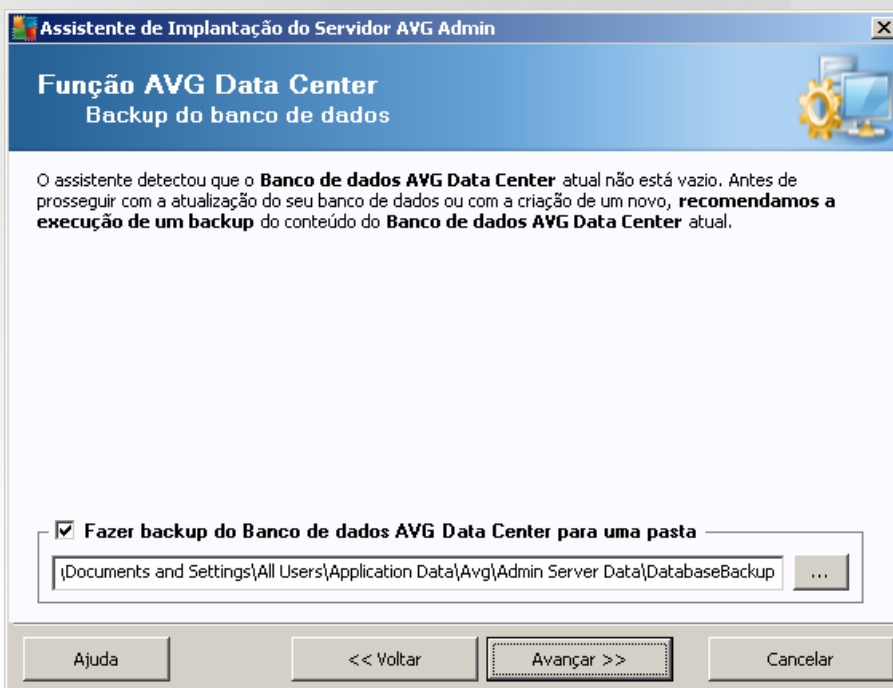 Assistente de Implantação do Servidor AVG Admin
Função AVG Data Center
Backup do banco de dados
O assistente detectou que o Banco de dados AVG Data Center atual não está vazio. Antes de
prosseguir com a atualização do seu banco de dados ou com a criação de um novo, recomendamos a
execução de um backup do conteúdo do Banco de dados AVG Data Center atual.
Fazer backup do Banco de dados AVG Data Center para uma pasta
\Documents and Settings\All Users\Application Data\Avg\Admin Server Data\DatabaseBackup
...
Ajuda
<< Voltar
Avançar >>
Cancelar